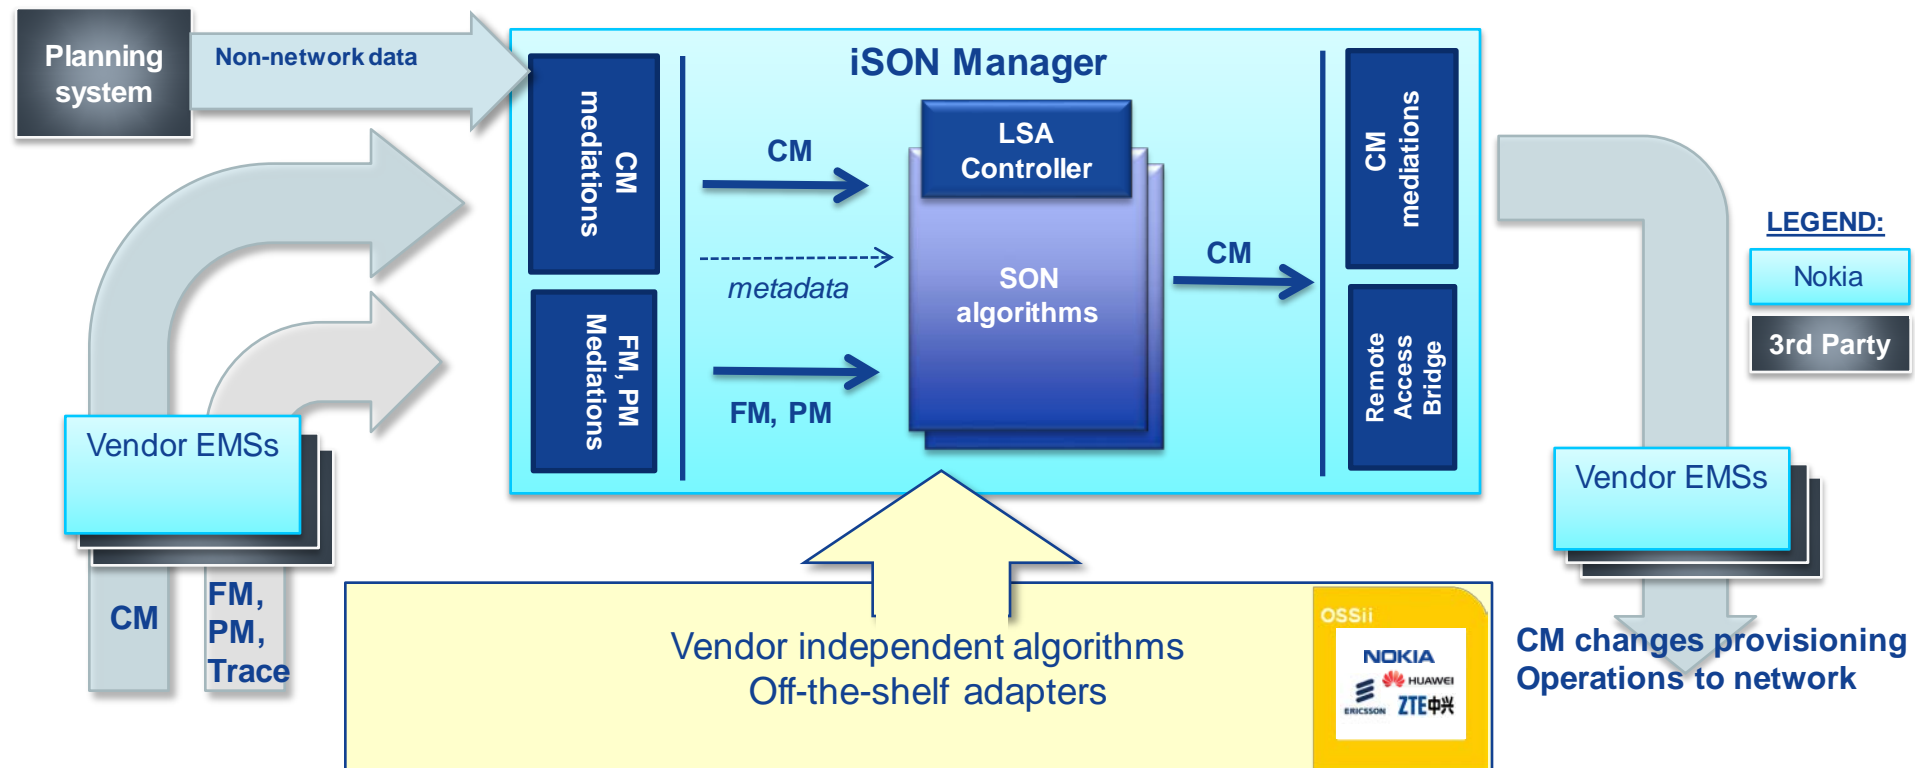 Planning
system
Non-network data
iSON Manager
CM
mediations
FM, PM
Mediations
CM
metadata
FM, PM
LSA
Controller
SON
algorithms
CM
CM
mediations
Remote
Access
Bridge
LEGEND:
Nokia
3rd Party
Vendor EMSs
CM
FM,
PM,
Trace
Vendor EMSs
CM changes provisioning
Operations to network
Vendor independent algorithms
Off-the-shelf adapters
OSSii
NOKIA
HUAWEI
ERICSSON
ZTE中兴